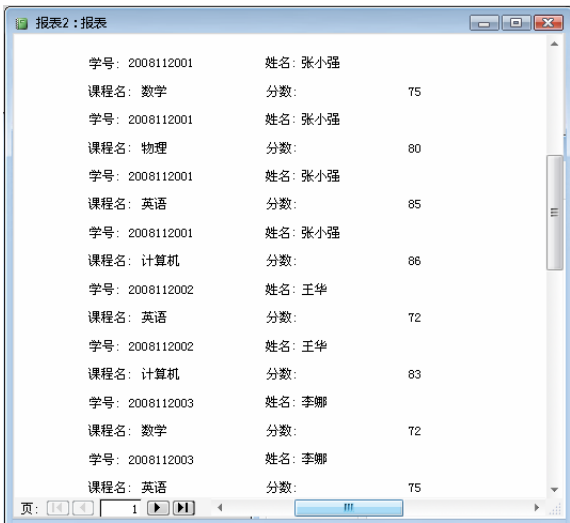 报表2：报表
学号: 2008112001 姓名: 张小强
课程名: 数学 分数: 75
学号: 2008112001 姓名: 张小强
课程名: 物理 分数: 80
学号: 2008112001 姓名: 张小强
课程名: 英语 分数: 85
学号: 2008112001 姓名: 张小强
课程名: 计算机 分数: 86
学号: 2008112002 姓名: 王华
课程名: 英语 分数: 72
学号: 2008112002 姓名: 王华
课程名: 计算机 分数: 83
学号: 2008112003 姓名: 李娜
课程名: 数学 分数: 72
学号: 2008112003 姓名: 李娜
课程名: 英语 分数: 75
页: 1